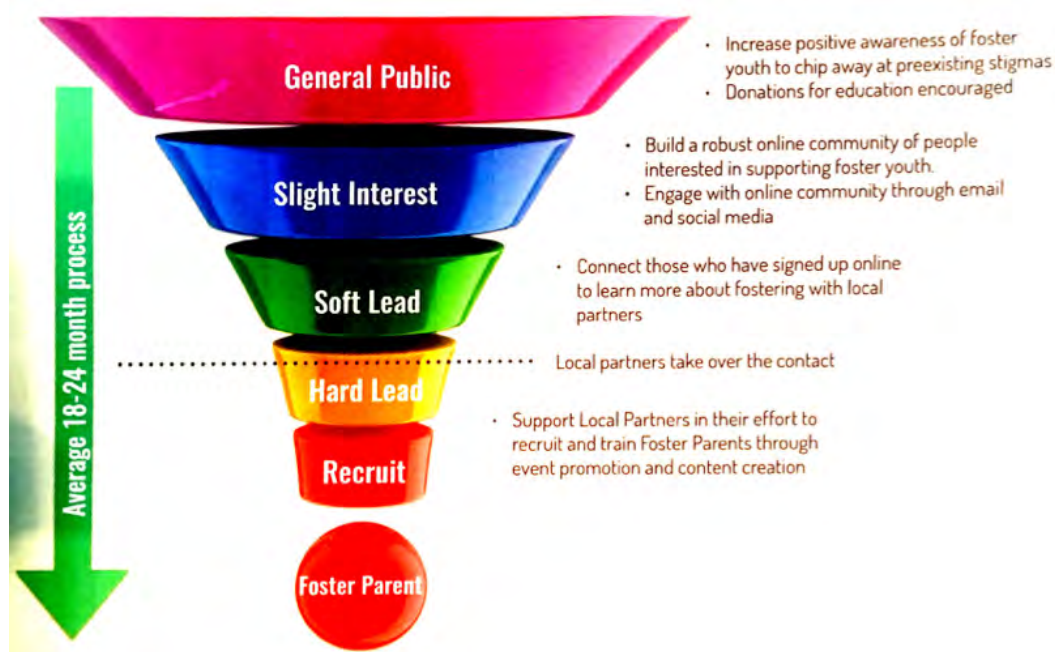 General Public
• Increase positive awareness of foster
youth to chip away at preexisting stigmas
• Donations for education encouraged
Slight Interest
• Build a robust online community of people
interested in supporting foster youth.
• Engage with online community through email
and social media
Soft Lead
• Connect those who have signed up online
to learn more about fostering with local
partners
Local partners take over the contact
Hard Lead
• Support Local Partners in their effort to
recruit and train Foster Parents through
event promotion and content creation
Recruit
Foster Parent
Average 18-24 month process